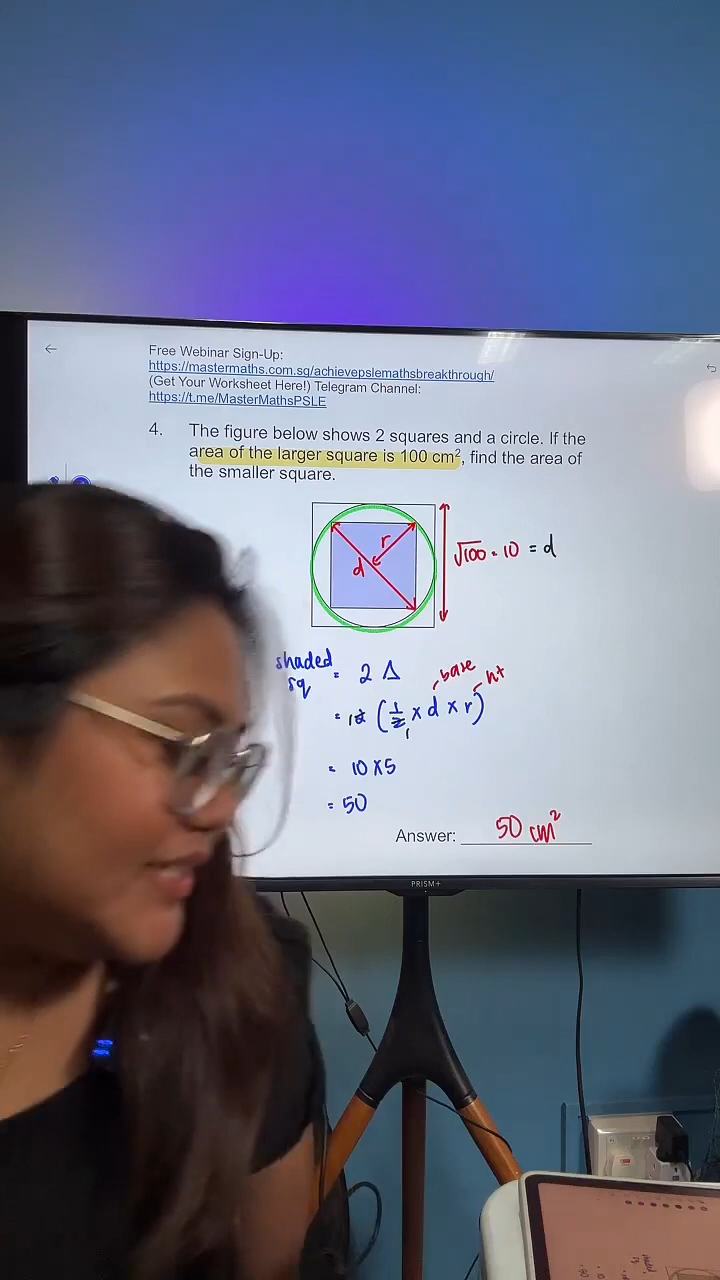 Free Webinar Sign-Up:
https://mastermaths.com.sg/achievepslemathsbreakthrough/
(Get Your Worksheet Here!) Telegram Channel:
https://t.me/MasterMathsPSLE
4. The figure below shows 2 squares and a circle. If the
area of the larger square is 100 cm², find the area of
the smaller square.
r
d
√100 = 10 = d
shaded
sq = 2 Δ
base
ht
= (1/2 × d × r)
= 10 × 5
= 50
Answer: 50 cm²
PRISM+